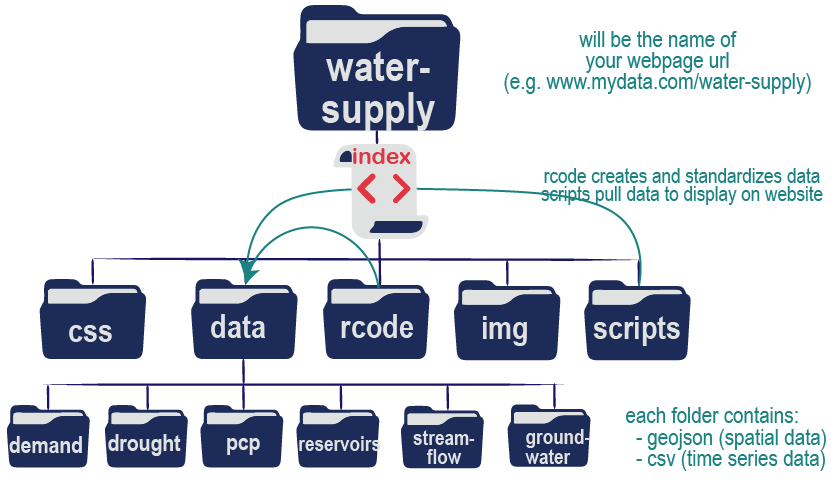 water-
supply
will be the name of
your webpage url
(e.g. www.mydata.com/water-supply)
index
< >
rcode creates and standardizes data
scripts pull data to display on website
css
data
rcode
img
scripts
demand
drought
pcp
reservoirs
stream-
flow
ground-
water
each folder contains:
- geojson (spatial data)
- csv (time series data)